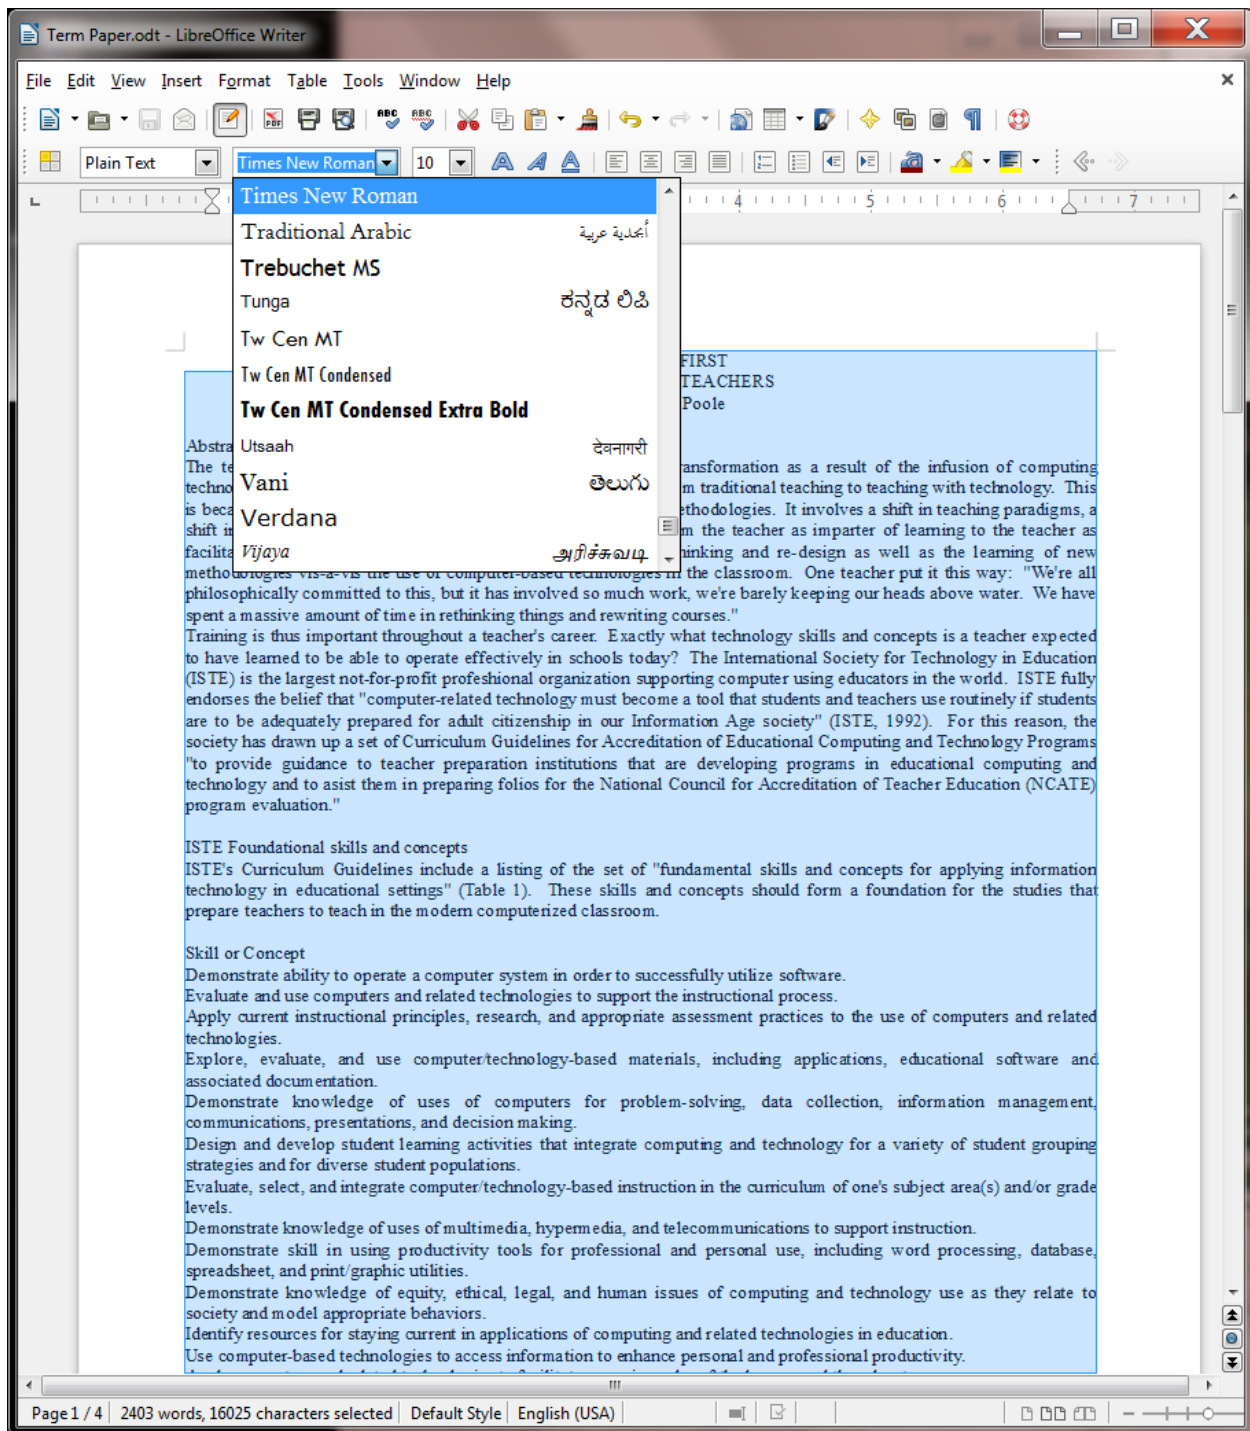 Term Paper.odt - LibreOffice Writer
File Edit View Insert Format Table Tools Window Help
Plain Text Times New Roman 10
4 5 6 7
Times New Roman
Traditional Arabic أبجدية عربية
Trebuchet MS
Tunga ಕನ್ನಡ ಲಿಪಿ
Tw Cen MT
Tw Cen MT Condensed
Tw Cen MT Condensed Extra Bold
Utsaah देवनागरी
Vani తెలుగు
Verdana
Vijaya அரிச்சுவடி
FIRST
TEACHERS
Poole
Abstra
The te ransformation as a result of the infusion of computing
techno m traditional teaching to teaching with technology. This
is beca ethodologies. It involves a shift in teaching paradigms, a
shift in m the teacher as imparter of learning to the teacher as
facilita hinking and re-design as well as the learning of new
methodologies vis-a-vis the use of computer-based technologies in the classroom. One teacher put it this way: "We're all
philosophically committed to this, but it has involved so much work, we're barely keeping our heads above water. We have
spent a massive amount of time in rethinking things and rewriting courses."
Training is thus important throughout a teacher's career. Exactly what technology skills and concepts is a teacher expected
to have learned to be able to operate effectively in schools today? The International Society for Technology in Education
(ISTE) is the largest not-for-profit profeshional organization supporting computer using educators in the world. ISTE fully
endorses the belief that "computer-related technology must become a tool that students and teachers use routinely if students
are to be adequately prepared for adult citizenship in our Information Age society" (ISTE, 1992). For this reason, the
society has drawn up a set of Curriculum Guidelines for Accreditation of Educational Computing and Technology Programs
"to provide guidance to teacher preparation institutions that are developing programs in educational computing and
technology and to asist them in preparing folios for the National Council for Accreditation of Teacher Education (NCATE)
program evaluation."
ISTE Foundational skills and concepts
ISTE's Curriculum Guidelines include a listing of the set of "fundamental skills and concepts for applying information
technology in educational settings" (Table 1). These skills and concepts should form a foundation for the studies that
prepare teachers to teach in the modern computerized classroom.
Skill or Concept
Demonstrate ability to operate a computer system in order to successfully utilize software.
Evaluate and use computers and related technologies to support the instructional process.
Apply current instructional principles, research, and appropriate assessment practices to the use of computers and related
technologies.
Explore, evaluate, and use computer/technology-based materials, including applications, educational software and
associated documentation.
Demonstrate knowledge of uses of computers for problem-solving, data collection, information management,
communications, presentations, and decision making.
Design and develop student learning activities that integrate computing and technology for a variety of student grouping
strategies and for diverse student populations.
Evaluate, select, and integrate computer/technology-based instruction in the curriculum of one's subject area(s) and/or grade
levels.
Demonstrate knowledge of uses of multimedia, hypermedia, and telecommunications to support instruction.
Demonstrate skill in using productivity tools for professional and personal use, including word processing, database,
spreadsheet, and print/graphic utilities.
Demonstrate knowledge of equity, ethical, legal, and human issues of computing and technology use as they relate to
society and model appropriate behaviors.
Identify resources for staying current in applications of computing and related technologies in education.
Use computer-based technologies to access information to enhance personal and professional productivity.
Page 1 / 4 2403 words, 16025 characters selected Default Style English (USA)